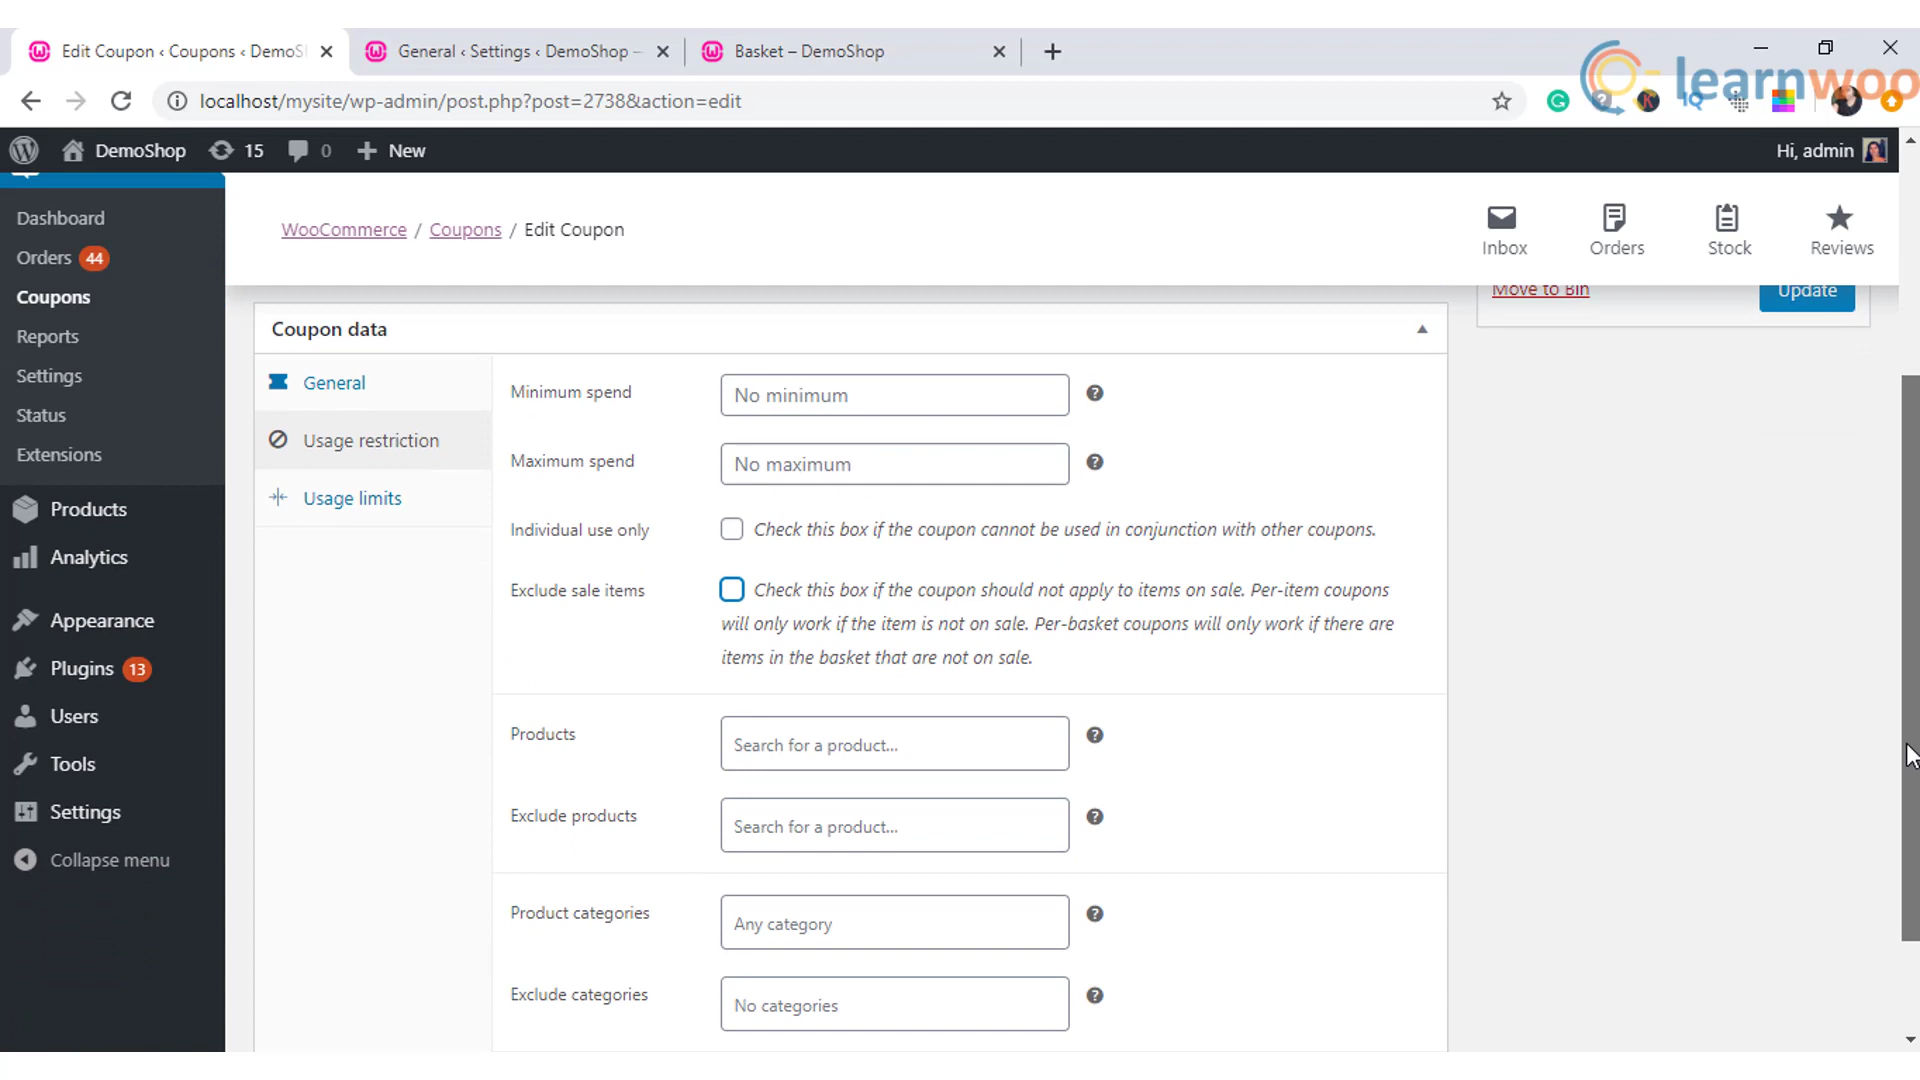 Edit Coupon ‹ Coupons ‹ DemoS
General ‹ Settings ‹ DemoShop –
Basket – DemoShop
localhost/mysite/wp-admin/post.php?post=2738&action=edit
learnwoo
DemoShop
15
0
New
Hi, admin
Dashboard
Orders 44
Coupons
Reports
Settings
Status
Extensions
Products
Analytics
Appearance
Plugins 13
Users
Tools
Settings
Collapse menu
WooCommerce / Coupons / Edit Coupon
Inbox
Orders
Stock
Reviews
Move to Bin
Update
Coupon data
General
Usage restriction
Usage limits
Minimum spend
No minimum
Maximum spend
No maximum
Individual use only
Check this box if the coupon cannot be used in conjunction with other coupons.
Exclude sale items
Check this box if the coupon should not apply to items on sale. Per-item coupons
will only work if the item is not on sale. Per-basket coupons will only work if there are
items in the basket that are not on sale.
Products
Search for a product...
Exclude products
Search for a product...
Product categories
Any category
Exclude categories
No categories